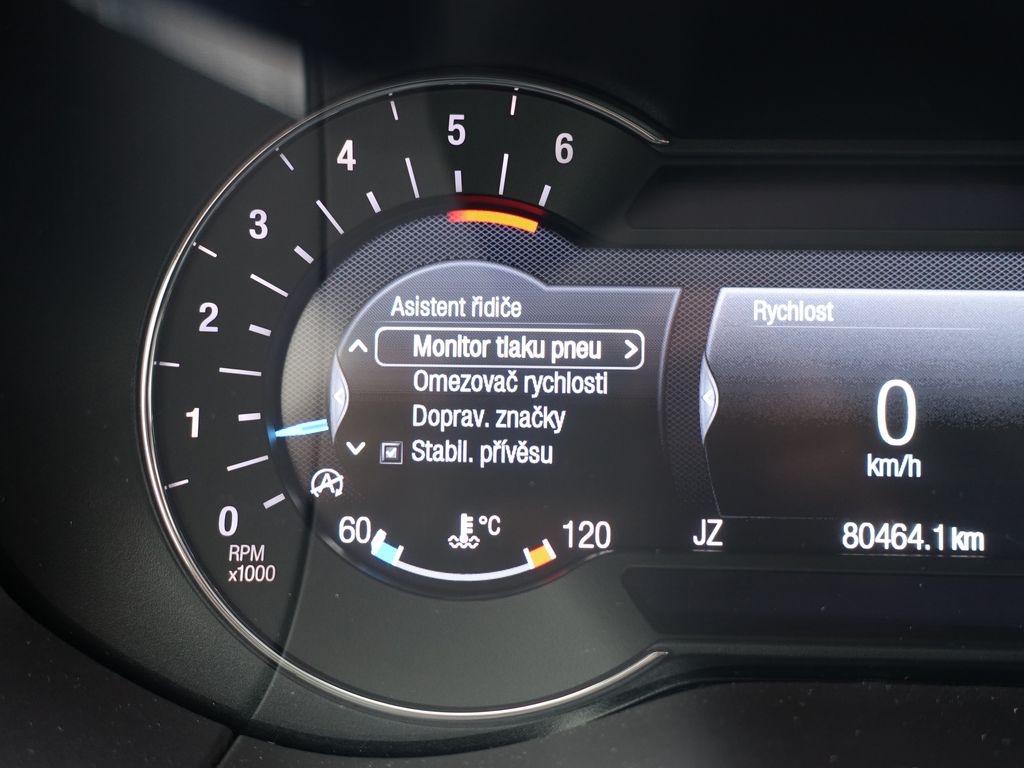 6
5
4
3
2
1
0
RPM
x1000
Asistent řidiče
Monitor tlaku pneu
Omezovač rychlosti
Doprav. značky
Stabil. přívěsu
60 °C 120
Rychlost
0
km/h
JZ 80464.1 km